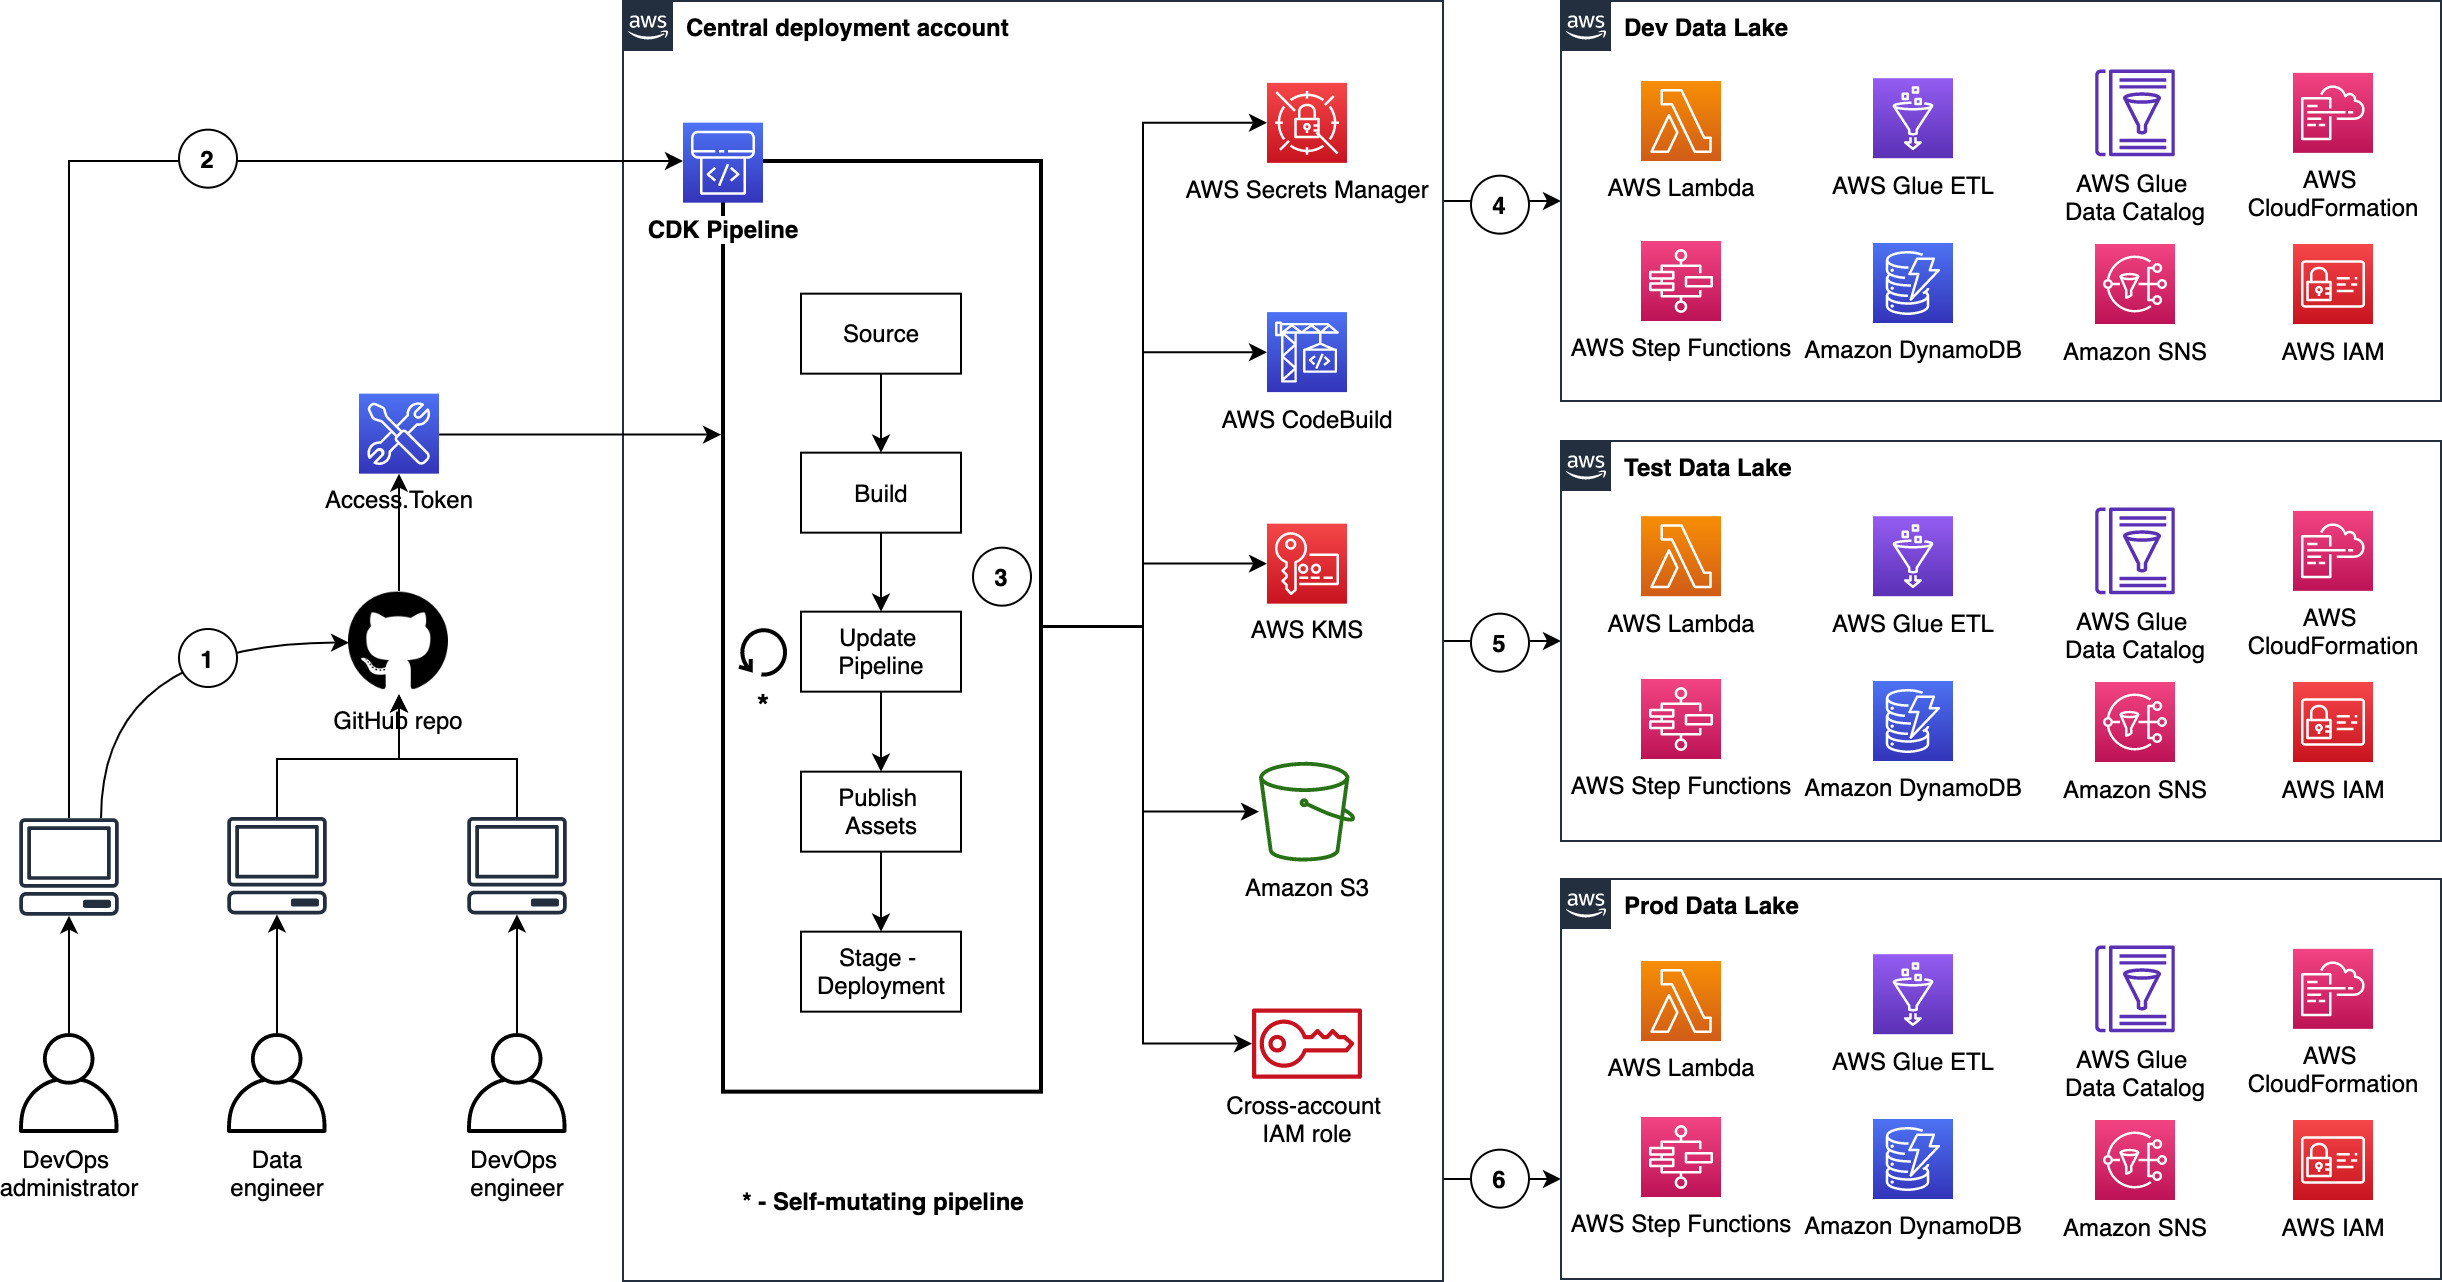 aws
Central deployment account
2
CDK Pipeline
Source
Build
Update
Pipeline
*
Publish
Assets
Stage -
Deployment
3
* - Self-mutating pipeline
Access Token
1
GitHub repo
DevOps
administrator
Data
engineer
DevOps
engineer
AWS Secrets Manager
AWS CodeBuild
AWS KMS
Amazon S3
Cross-account
IAM role
4
aws
Dev Data Lake
AWS Lambda
AWS Glue ETL
AWS Glue
Data Catalog
AWS
CloudFormation
AWS Step Functions
Amazon DynamoDB
Amazon SNS
AWS IAM
5
aws
Test Data Lake
AWS Lambda
AWS Glue ETL
AWS Glue
Data Catalog
AWS
CloudFormation
AWS Step Functions
Amazon DynamoDB
Amazon SNS
AWS IAM
6
aws
Prod Data Lake
AWS Lambda
AWS Glue ETL
AWS Glue
Data Catalog
AWS
CloudFormation
AWS Step Functions
Amazon DynamoDB
Amazon SNS
AWS IAM